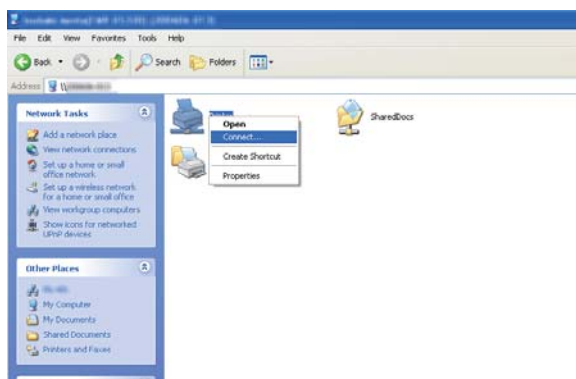 File Edit View Favorites Tools Help
Back Search Folders
Address \\
Network Tasks
Add a network place
View network connections
Set up a home or small
office network
Set up a wireless network
for a home or small office
View workgroup computers
Show icons for networked
UPnP devices
Other Places
My Computer
My Documents
Shared Documents
Printers and Faxes
Open
Connect...
Create Shortcut
Properties
SharedDocs